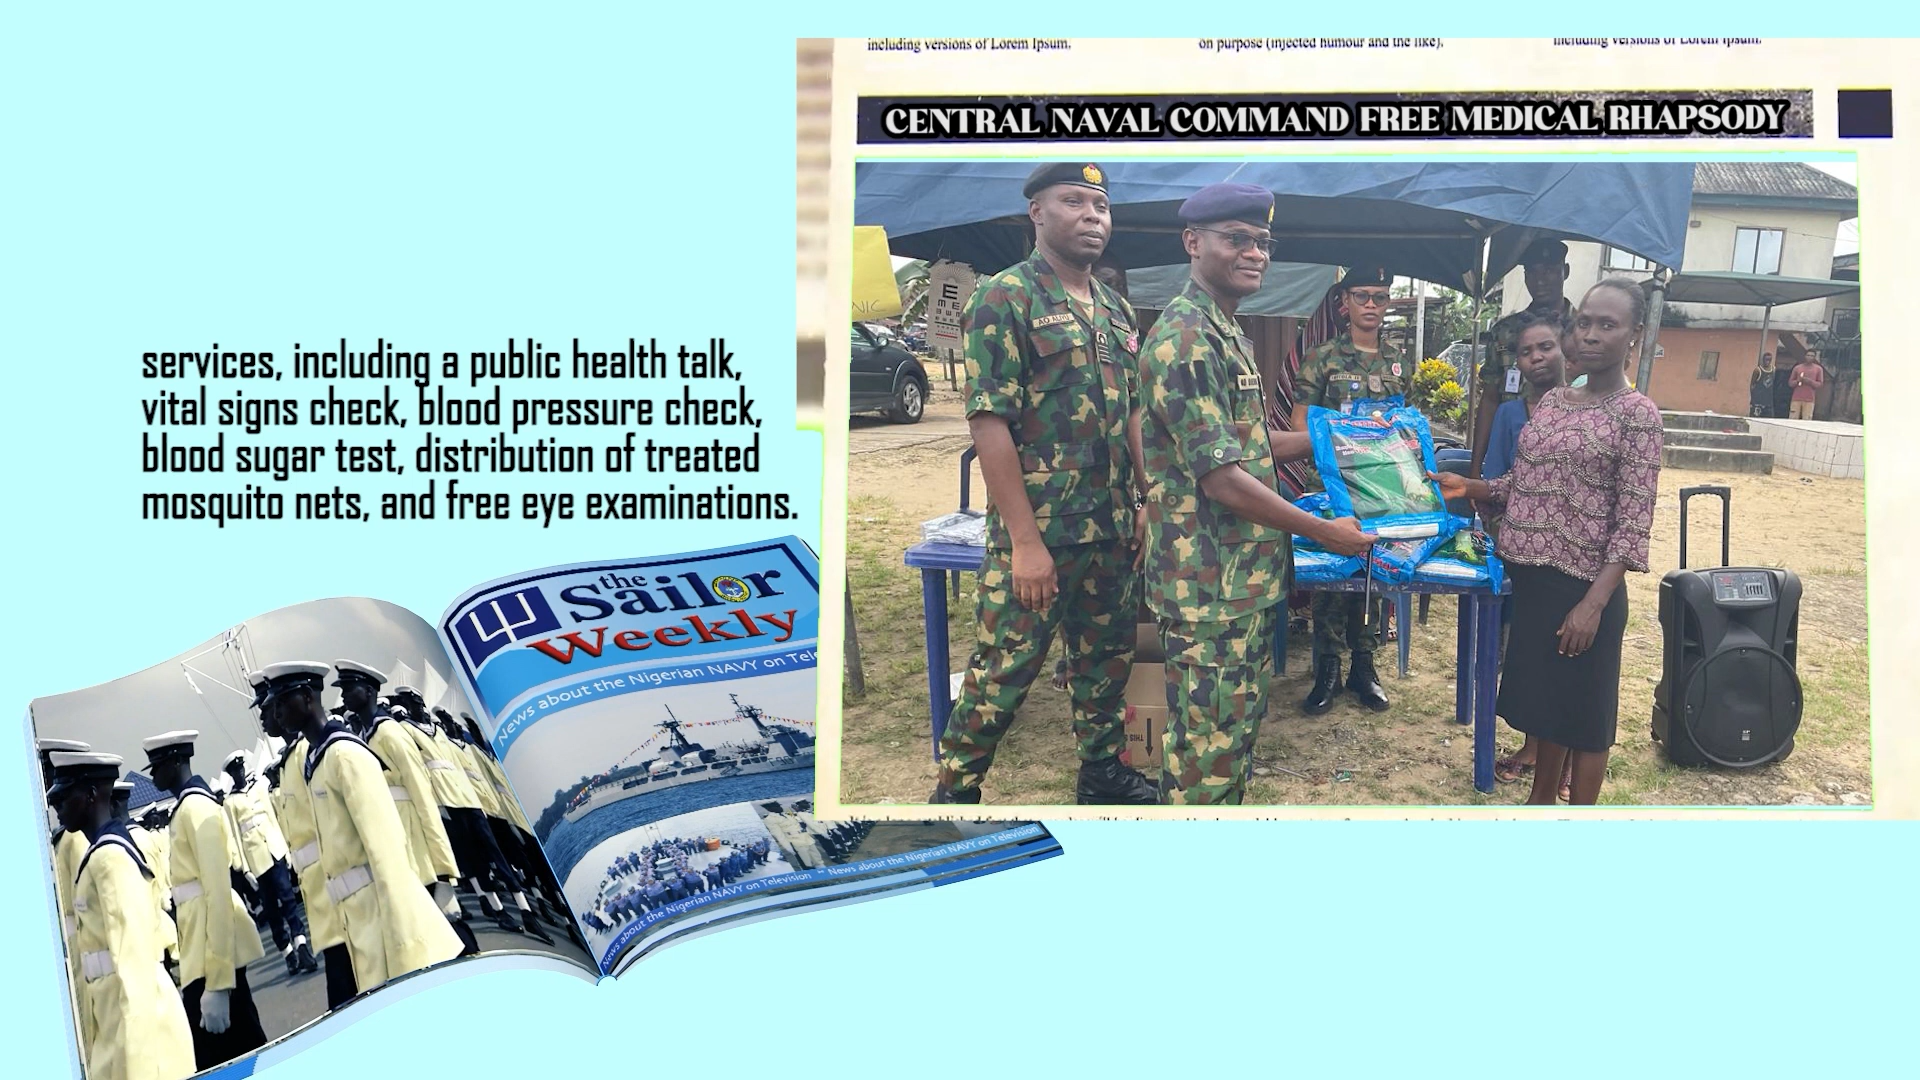 including versions of Lorem Ipsum.
on purpose (injected humour and the like).
including versions of Lorem Ipsum.
CENTRAL NAVAL COMMAND FREE MEDICAL RHAPSODY
services, including a public health talk,
vital signs check, blood pressure check,
blood sugar test, distribution of treated
mosquito nets, and free eye examinations.
the
Sailor
Weekly
News about the Nigerian NAVY on Tele
News about the Nigerian NAVY on Television ~ News about the Nigerian NAVY on Television
NIC
E
THIS